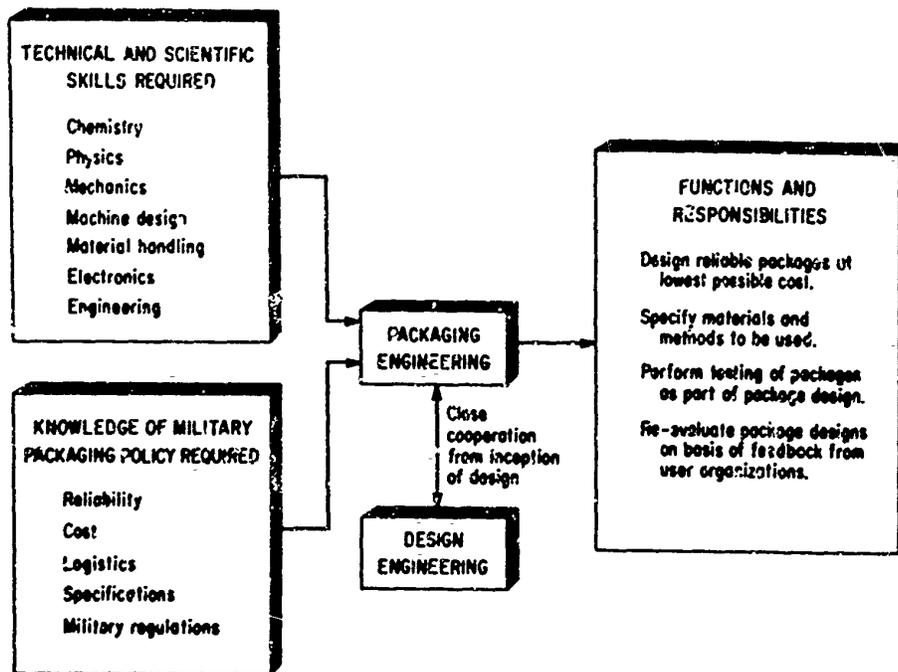 TECHNICAL AND SCIENTIFIC
SKILLS REQUIRED
Chemistry
Physics
Mechanics
Machine design
Material handling
Electronics
Engineering
KNOWLEDGE OF MILITARY
PACKAGING POLICY REQUIRED
Reliability
Cost
Logistics
Specifications
Military regulations
PACKAGING
ENGINEERING
Close
cooperation
from inception
of design
DESIGN
ENGINEERING
FUNCTIONS AND
RESPONSIBILITIES
Design reliable packages at
lowest possible cost.
Specify materials and
methods to be used.
Perform testing of packages
as part of package design.
Re-evaluate package designs
on basis of feedback from
user organizations.